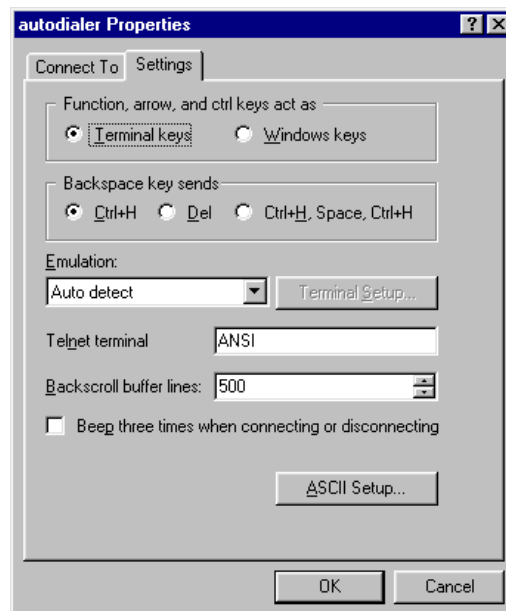 autodialer Properties
Connect To Settings
Function, arrow, and ctrl keys act as
Terminal keys Windows keys
Backspace key sends
Ctrl+H Del Ctrl+H, Space, Ctrl+H
Emulation:
Auto detect Terminal Setup...
Telnet terminal ANSI
Backscroll buffer lines: 500
Beep three times when connecting or disconnecting
ASCII Setup...
OK Cancel